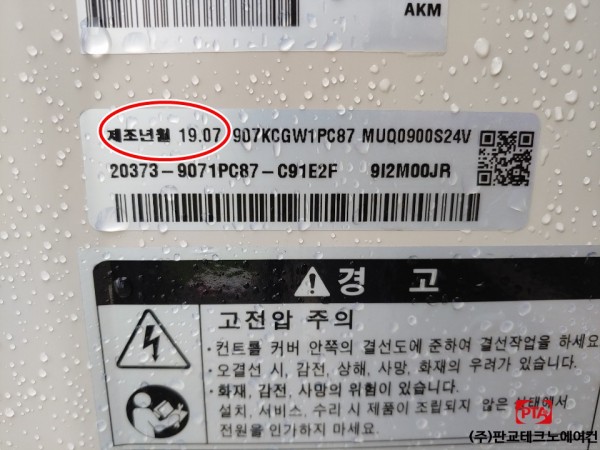 AKM
제조년월 19.07 907KCGW1PC87 MUQ0900S24V
20373-9071PC87-C91E2F 9I2M00JR
경 고
고전압 주의
· 컨트롤 커버 안쪽의 결선도에 준하여 결선작업을 하세요
· 오결선 시, 감전, 상해, 사망, 화재의 우려가 있습니다.
· 화재, 감전, 사망의 위험이 있습니다.
설치, 서비스, 수리 시 제품이 조립되지 않은 상태에서
전원을 인가하지 마세요.
PTA
(주)판교테크노에어컨